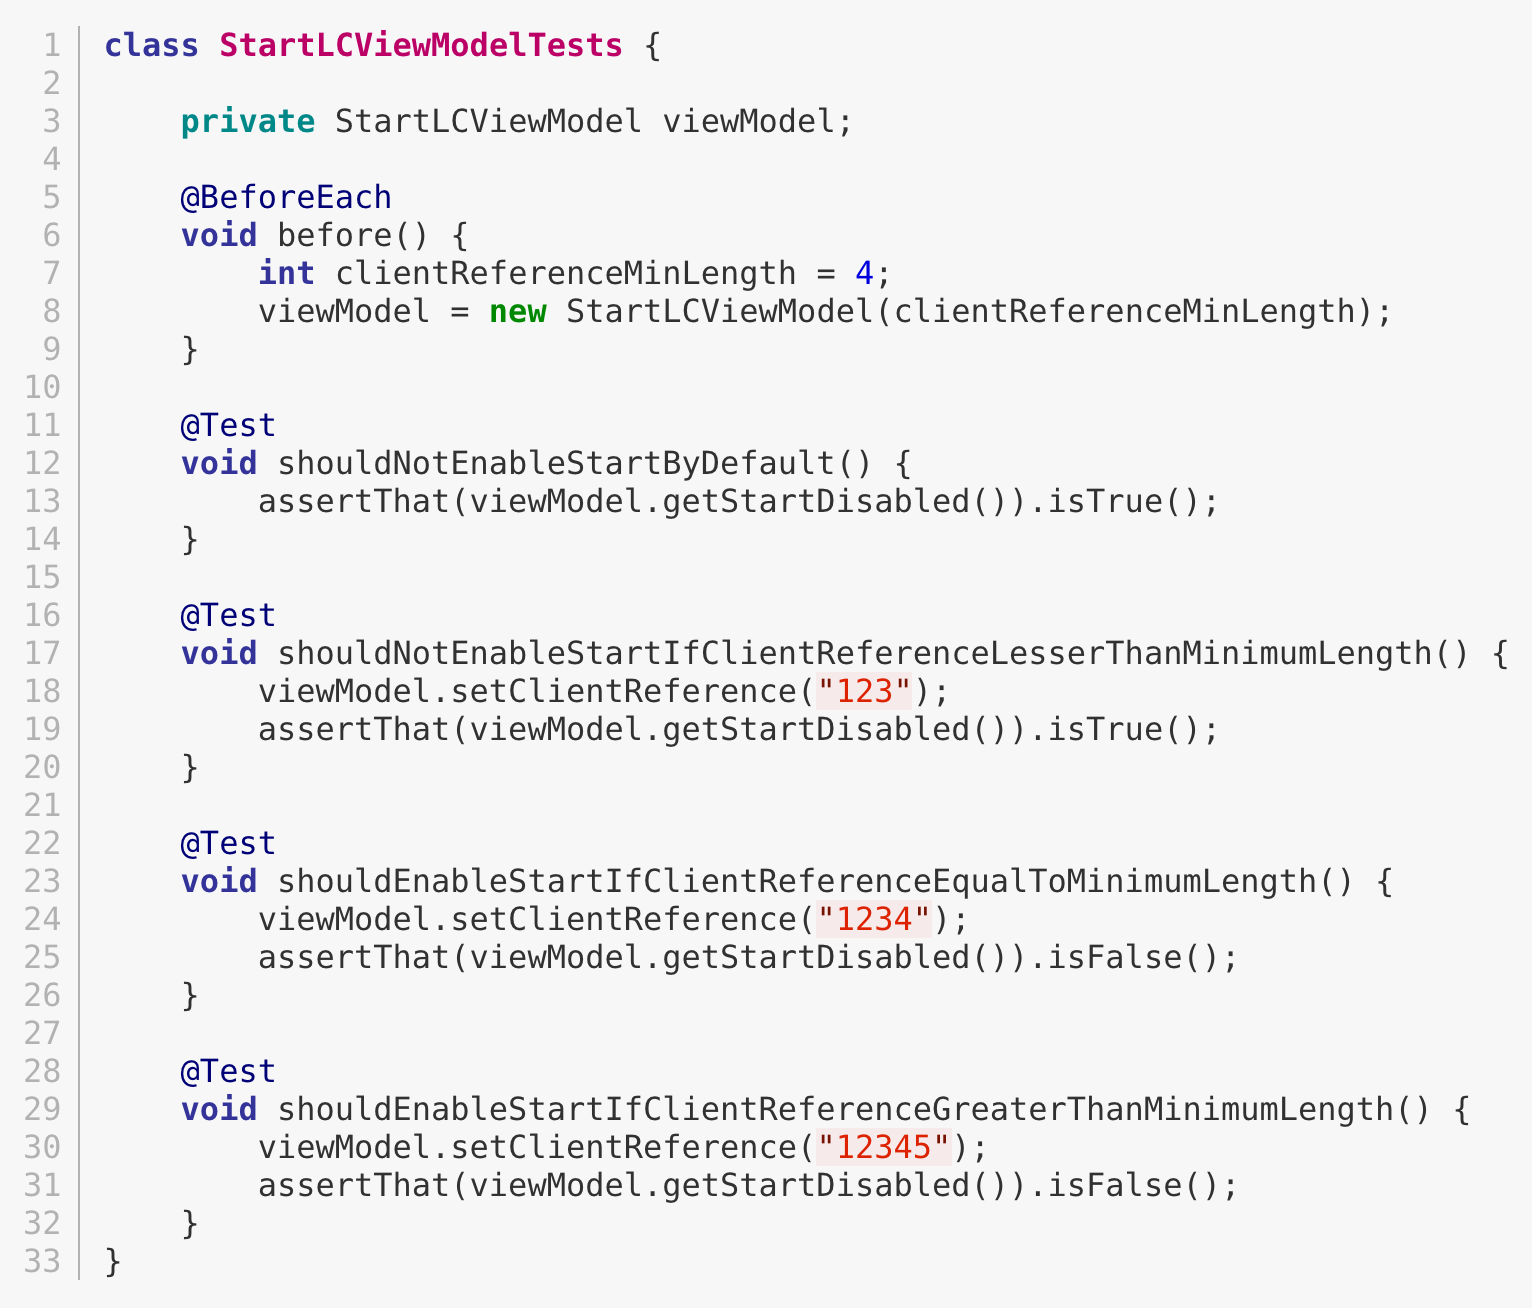 1 class StartLCViewModelTests {
2
3     private StartLCViewModel viewModel;
4
5     @BeforeEach
6     void before() {
7         int clientReferenceMinLength = 4;
8         viewModel = new StartLCViewModel(clientReferenceMinLength);
9     }
10
11     @Test
12     void shouldNotEnableStartByDefault() {
13         assertThat(viewModel.getStartDisabled()).isTrue();
14     }
15
16     @Test
17     void shouldNotEnableStartIfClientReferenceLesserThanMinimumLength() {
18         viewModel.setClientReference("123");
19         assertThat(viewModel.getStartDisabled()).isTrue();
20     }
21
22     @Test
23     void shouldEnableStartIfClientReferenceEqualToMinimumLength() {
24         viewModel.setClientReference("1234");
25         assertThat(viewModel.getStartDisabled()).isFalse();
26     }
27
28     @Test
29     void shouldEnableStartIfClientReferenceGreaterThanMinimumLength() {
30         viewModel.setClientReference("12345");
31         assertThat(viewModel.getStartDisabled()).isFalse();
32     }
33 }